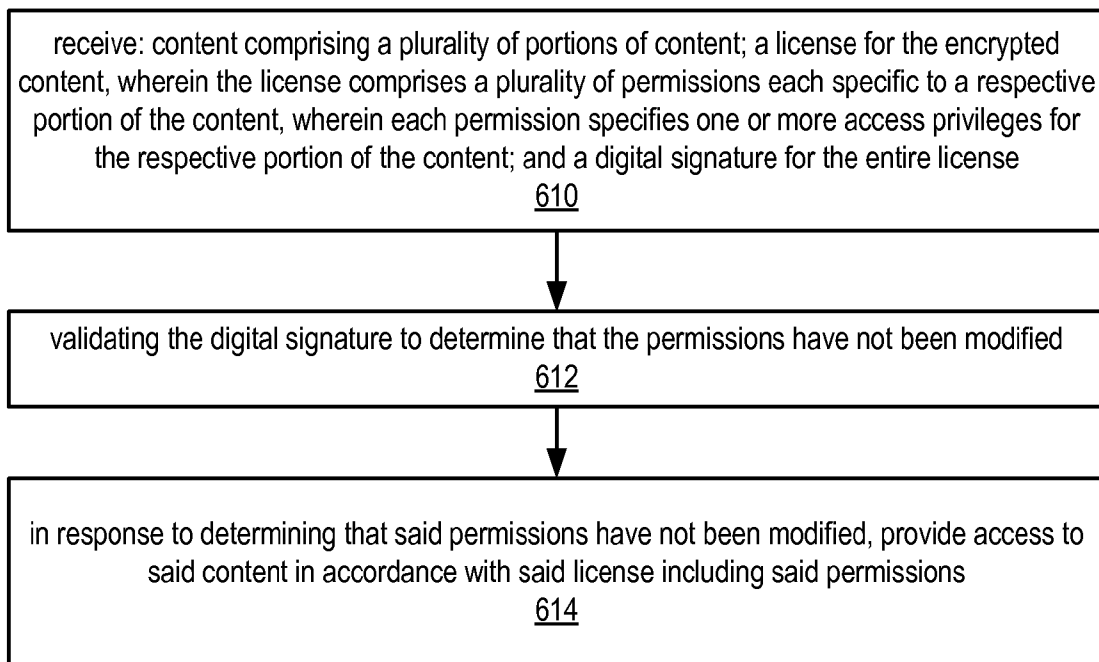 receive: content comprising a plurality of portions of content; a license for the encrypted
content, wherein the license comprises a plurality of permissions each specific to a respective
portion of the content, wherein each permission specifies one or more access privileges for
the respective portion of the content; and a digital signature for the entire license
610
validating the digital signature to determine that the permissions have not been modified
612
in response to determining that said permissions have not been modified, provide access to
said content in accordance with said license including said permissions
614